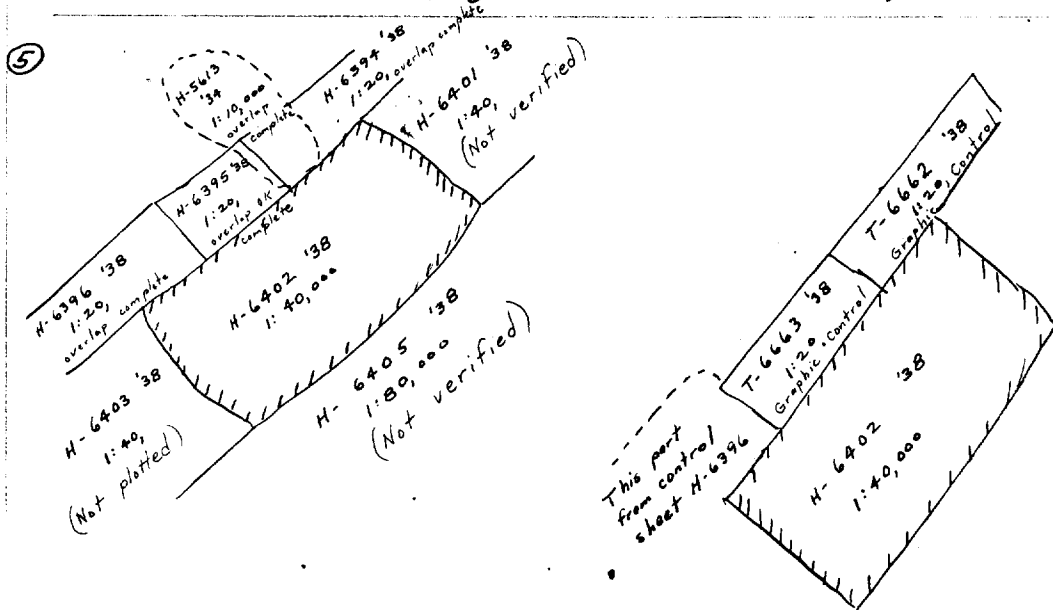 5
H-5613
'34
1:10,000
overlap
complete
H-6394 '38
1:20, overlap complete
H-6401 '38
1:40,
(Not verified)
H-6395 '38
1:20,
overlap OK
complete
H-6396 '38
1:20,
overlap complete
H-6402 '38
1:40,000
H-6403 '38
1:40,
(Not plotted)
H-6405 '38
1:80,000
(Not verified)
T-6662 '38
1:20,
Graphic Control
T-6663 '38
1:20
Graphic Control
This part
from control
sheet H-6396
H-6402 '38
1:40,000